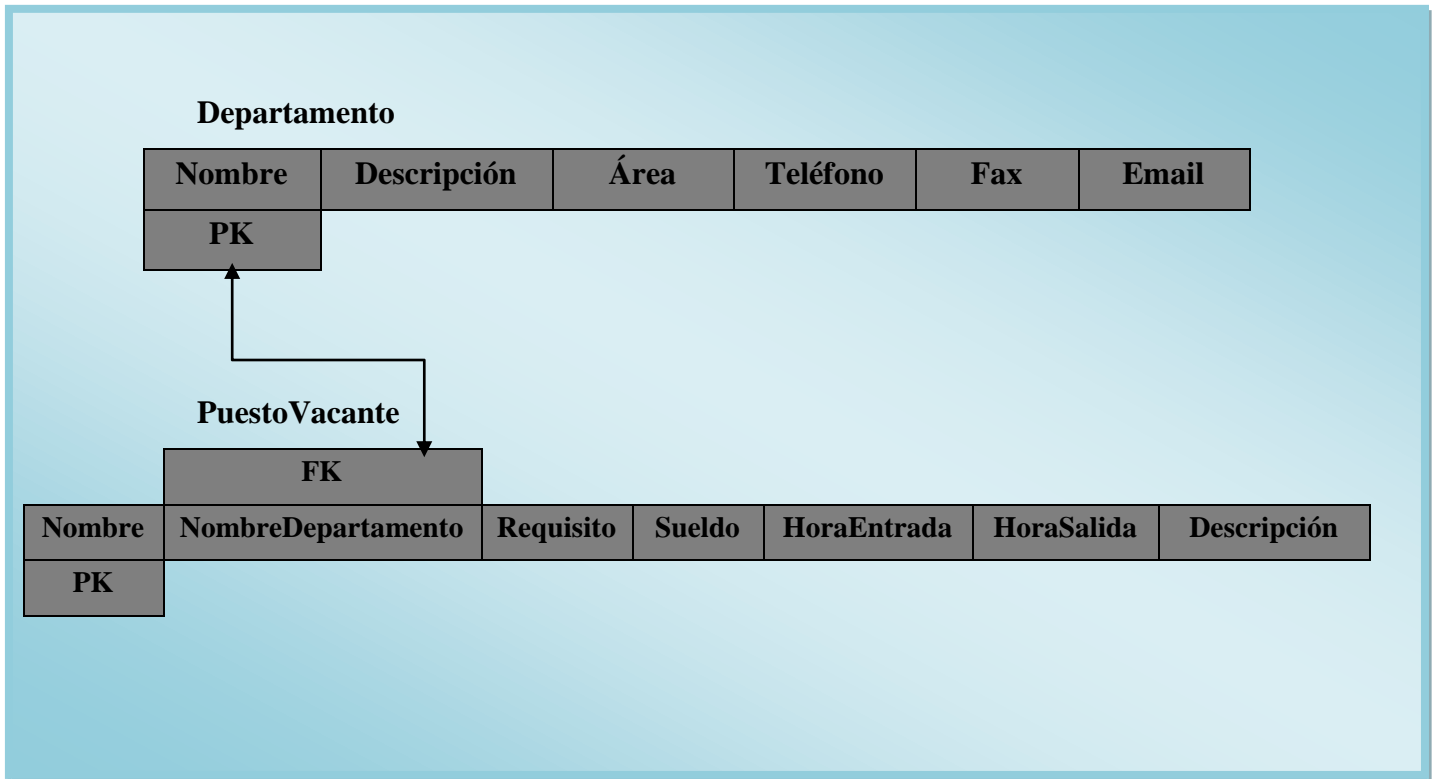 Departamento
Nombre Descripción Área Teléfono Fax Email
PK
PuestoVacante
FK
Nombre NombreDepartamento Requisito Sueldo HoraEntrada HoraSalida Descripción
PK